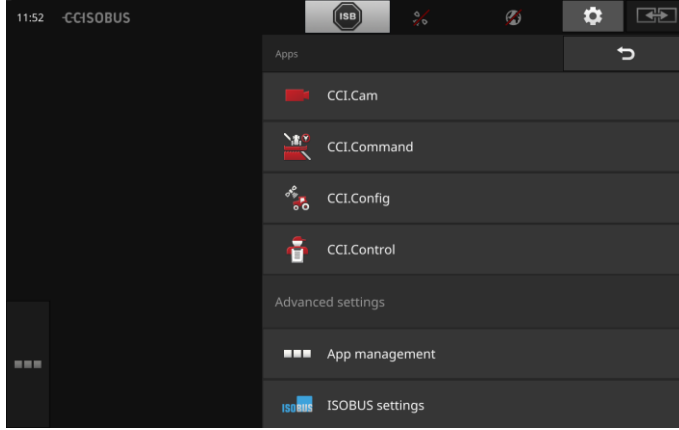 11:52 CCISOBUS
ISB
Apps
CCI.Cam
CCI.Command
CCI.Config
CCI.Control
Advanced settings
App management
ISOBUS ISOBUS settings